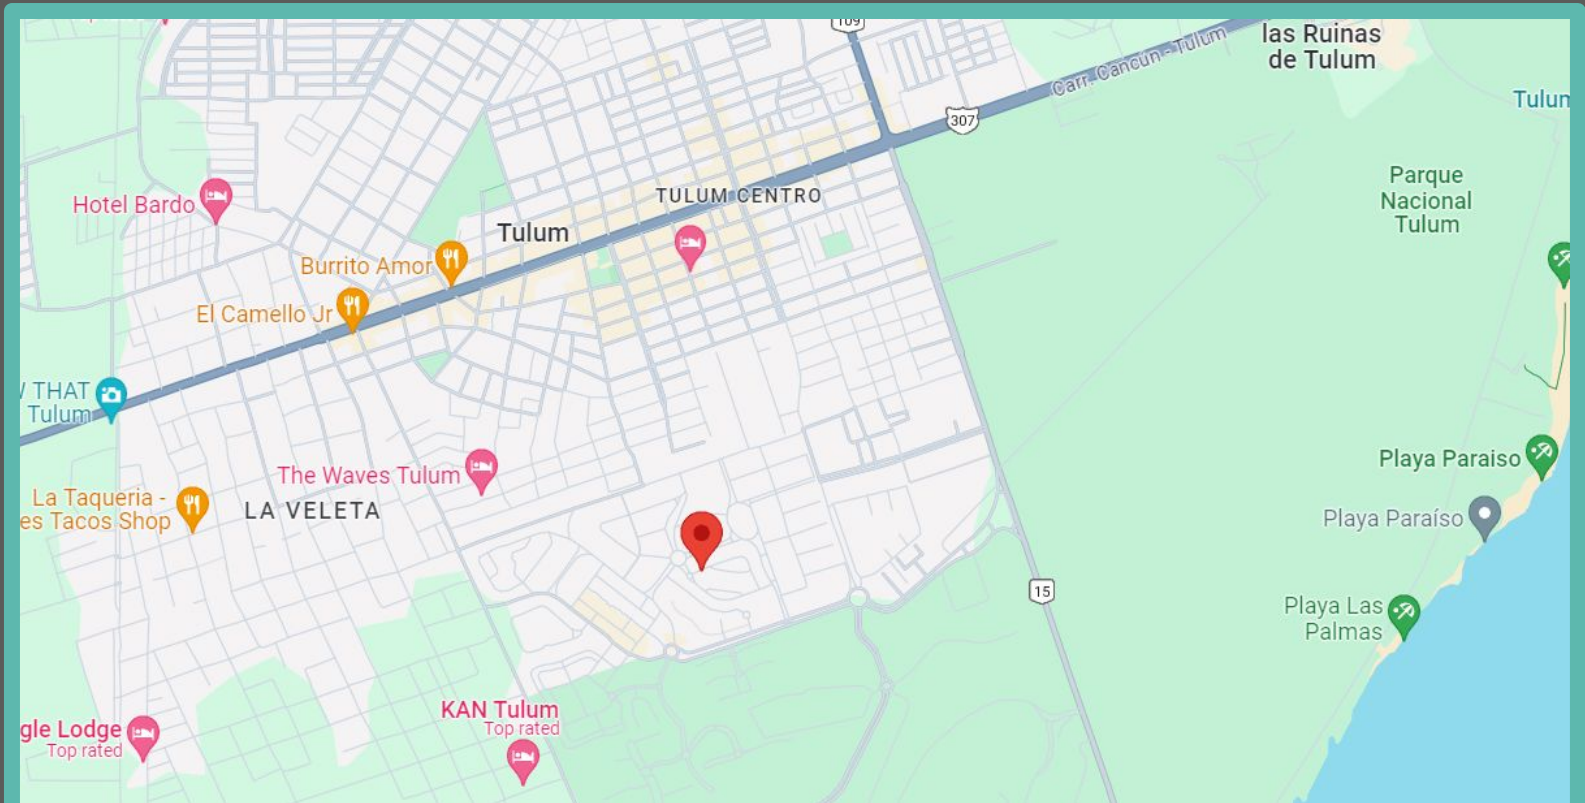 109
las Ruinas
de Tulum
Carr. Cancún - Tulum
307
Parque
Nacional
Tulum
TULUM CENTRO
Hotel Bardo
Tulum
Burrito Amor
El Camello Jr
THAT
Tulum
Playa Paraiso
The Waves Tulum
La Taqueria -
es Tacos Shop
LA VELETA
Playa Paraíso
15
Playa Las
Palmas
KAN Tulum
Top rated
gle Lodge
Top rated